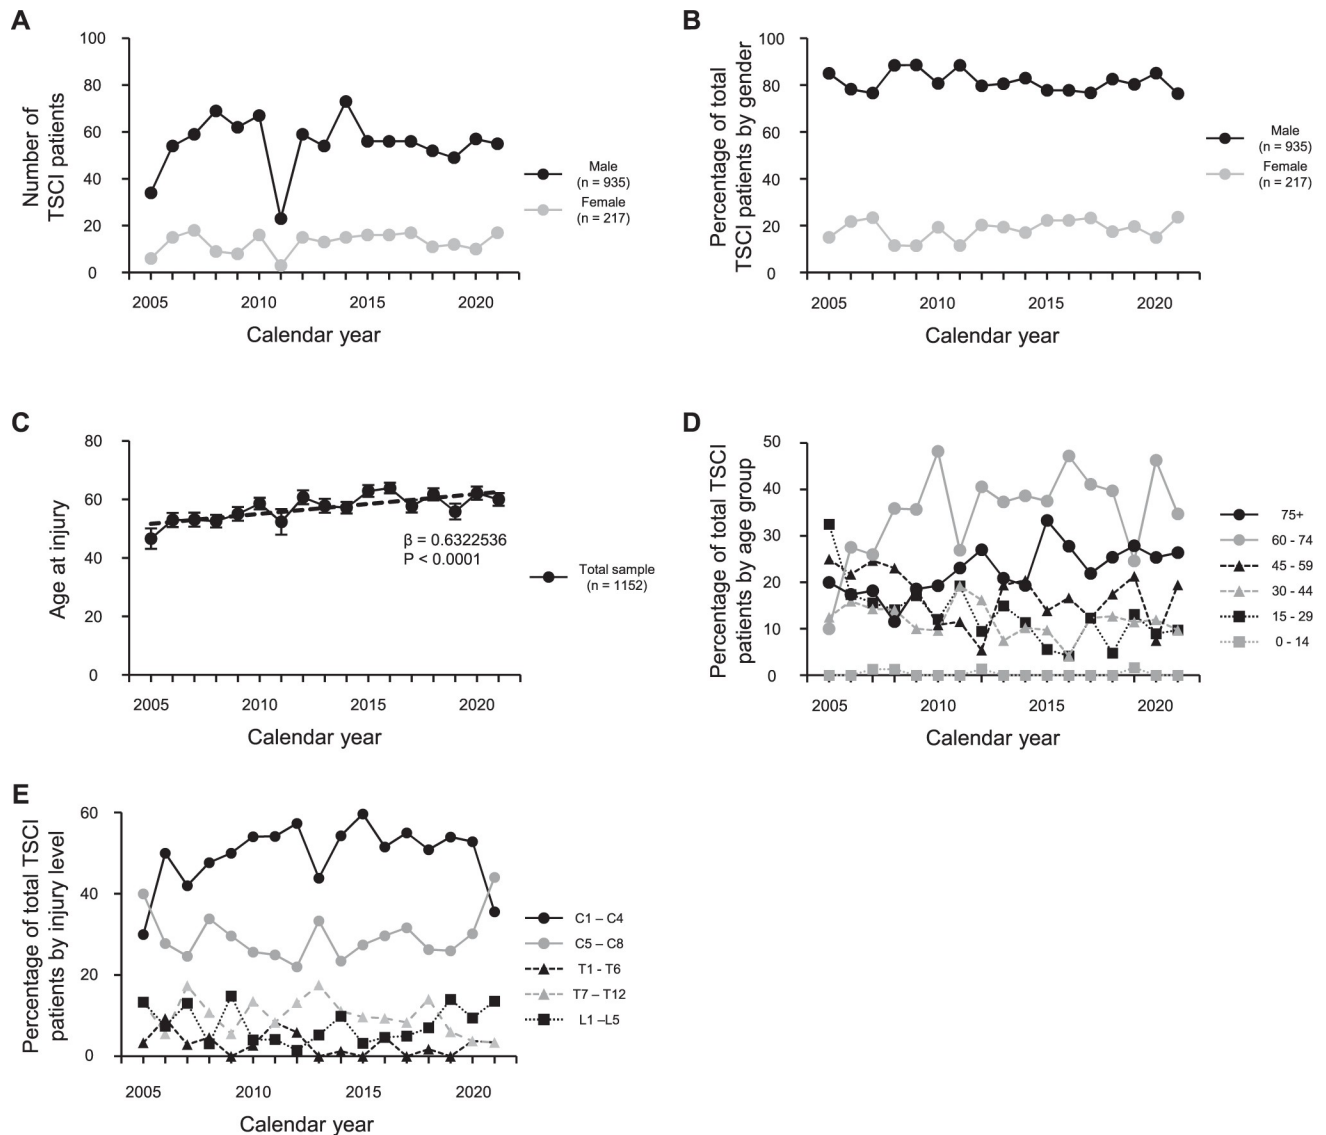 A
Number of
TSCI patients
100
80
60
40
20
0
2005 2010 2015 2020
Calendar year
Male
(n = 935)
Female
(n = 217)
B
Percentage of total
TSCI patients by gender
100
80
60
40
20
0
2005 2010 2015 2020
Calendar year
Male
(n = 935)
Female
(n = 217)
C
Age at injury
80
60
40
20
0
β = 0.6322536
P < 0.0001
2005 2010 2015 2020
Calendar year
Total sample
(n = 1152)
D
Percentage of total TSCI
patients by age group
50
40
30
20
10
0
2005 2010 2015 2020
Calendar year
75+
60 - 74
45 - 59
30 - 44
15 - 29
0 - 14
E
Percentage of total TSCI
patients by injury level
60
40
20
0
2005 2010 2015 2020
Calendar year
C1 – C4
C5 – C8
T1 - T6
T7 – T12
L1 –L5